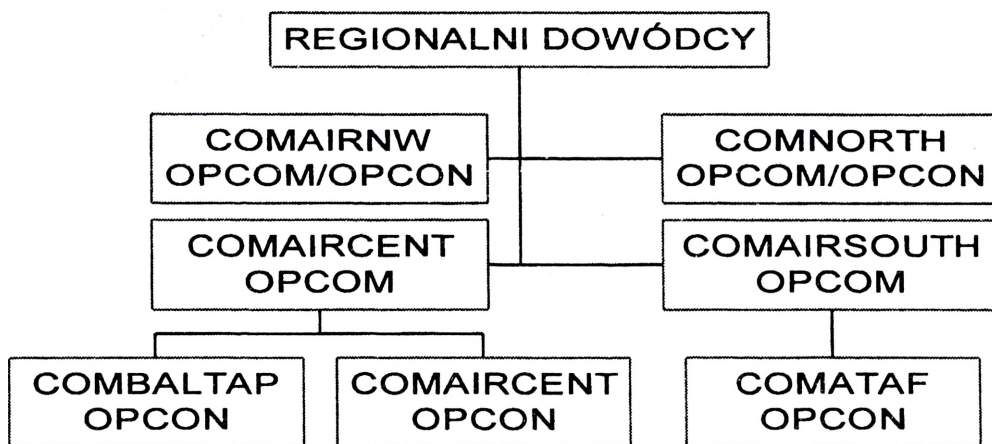 REGIONALNI DOWÓDCY
COMAIRNW
OPCOM/OPCON
COMNORTH
OPCOM/OPCON
COMAIRCENT
OPCOM
COMAIRSOUTH
OPCOM
COMBALTAP
OPCON
COMAIRCENT
OPCON
COMATAF
OPCON